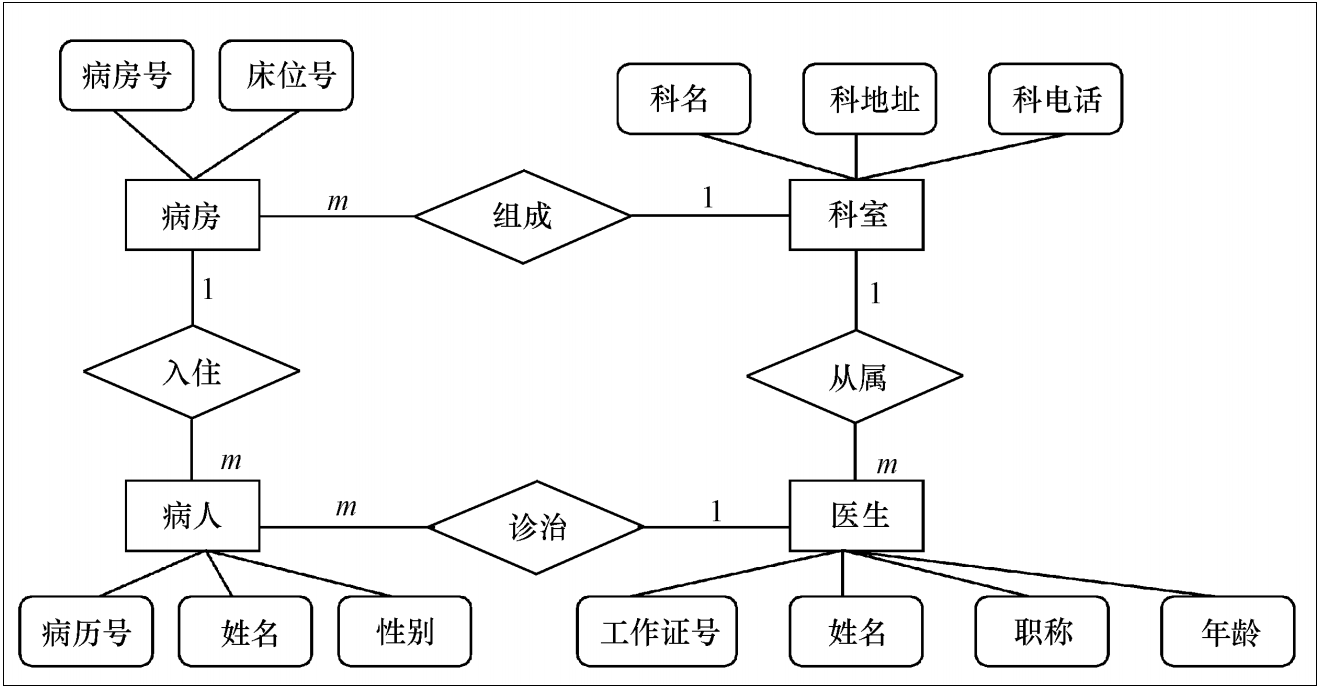 病房号
床位号
科名
科地址
科电话
病房
m
组成
1
科室
1
1
入住
从属
m
m
病人
m
诊治
1
医生
病历号
姓名
性别
工作证号
姓名
职称
年龄